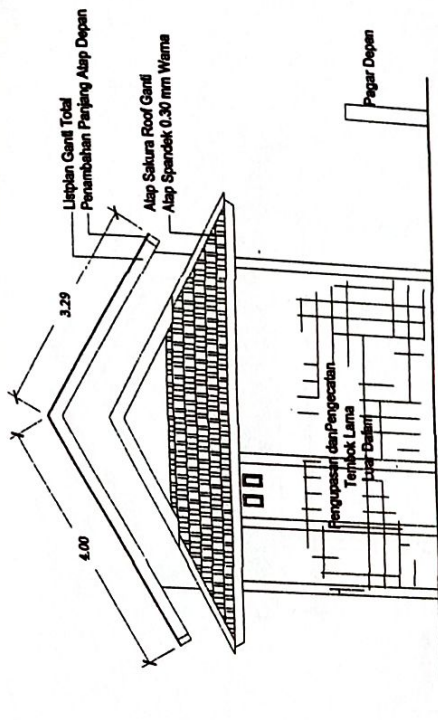 4.00
3.29
Listplan Ganti Total
Penambahan Panjang Atap Depan
Atap Sakura Roof Ganti
Atap Spandek 0.30 mm Warna
Pengupasan dan Pengecatan
Tembok Lama
Luar Dalam
Pagar Depan